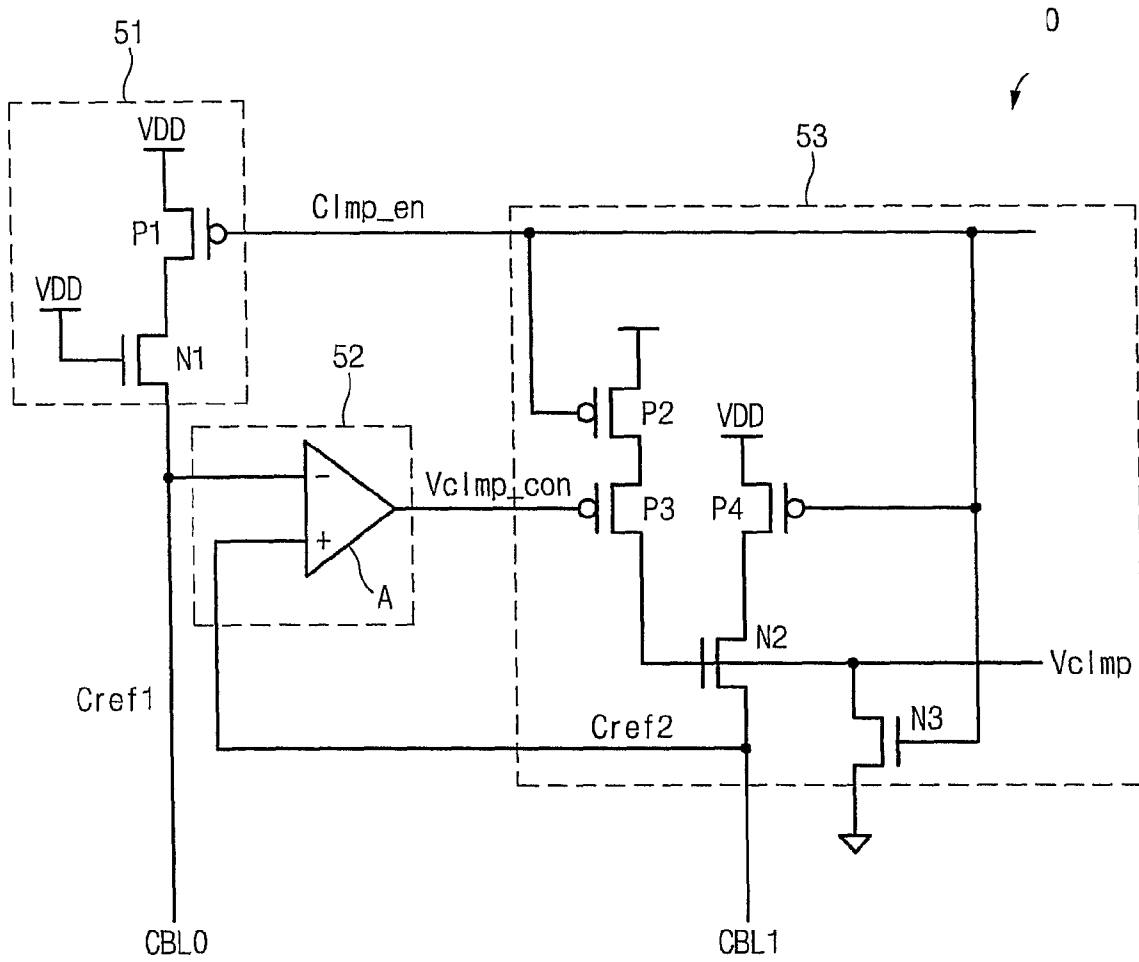 0
51
VDD
53
Clmp_en
P1
VDD
N1
52
P2
VDD
Vclmp_con
P3
P4
-
+
A
N2
Vclmp
Cref1
Cref2
N3
CBL0
CBL1